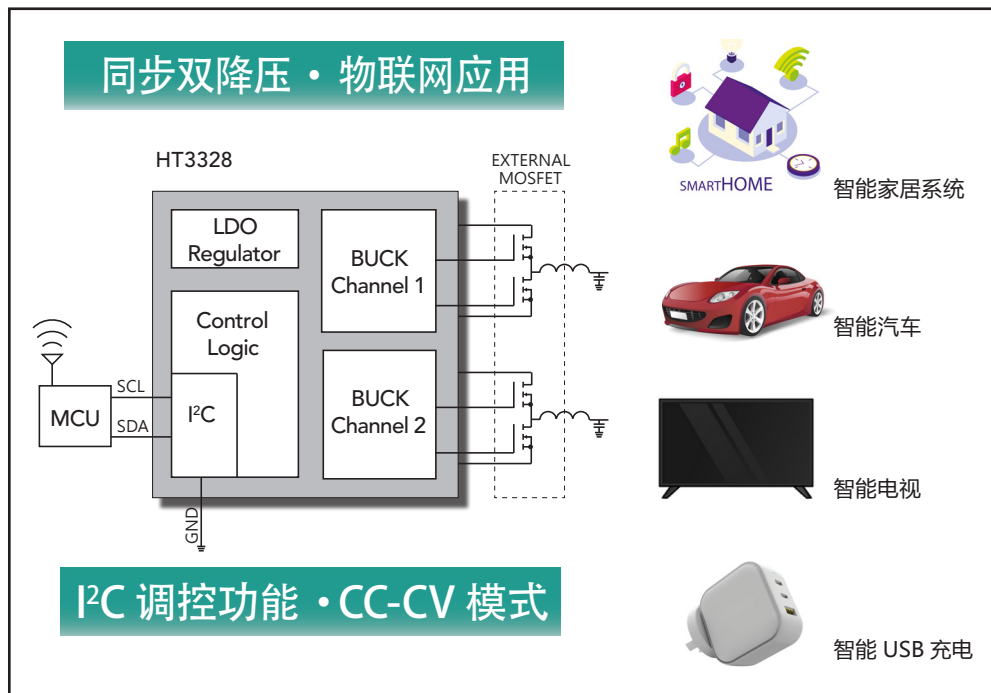 同步双降压・物联网应用
HT3328
EXTERNAL
MOSFET
LDO
Regulator
BUCK
Channel 1
Control
Logic
BUCK
Channel 2
I²C
MCU
SCL
SDA
GND
I²C 调控功能・CC-CV 模式
SMARTHOME
智能家居系统
智能汽车
智能电视
智能 USB 充电